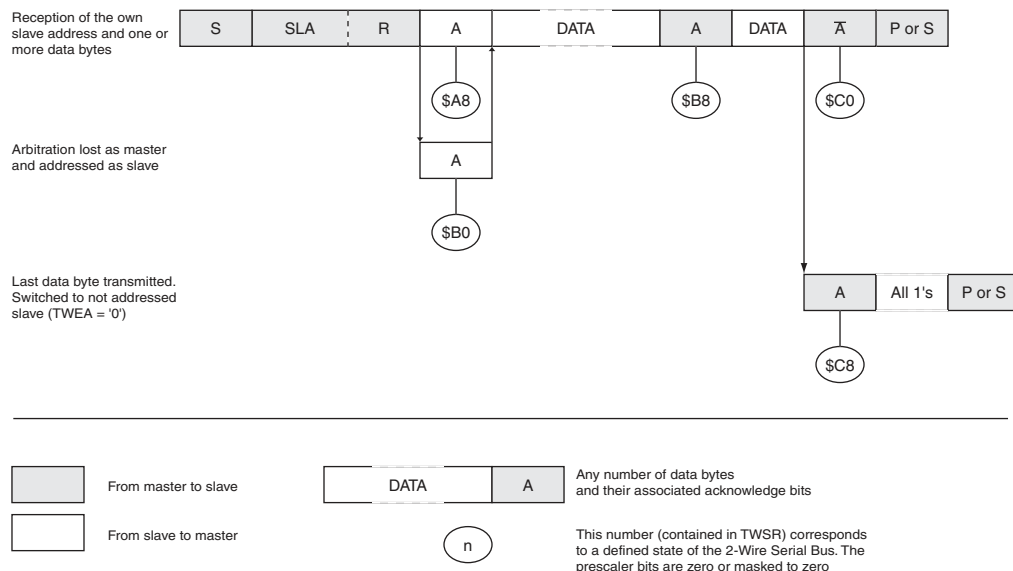 Reception of the own
slave address and one or
more data bytes
S SLA R A DATA A DATA A̅ P or S
$A8 $B8 $C0
Arbitration lost as master
and addressed as slave
A
$B0
Last data byte transmitted.
Switched to not addressed
slave (TWEA = '0')
A All 1's P or S
$C8
From master to slave
DATA A
Any number of data bytes
and their associated acknowledge bits
From slave to master
n
This number (contained in TWSR) corresponds
to a defined state of the 2-Wire Serial Bus. The
prescaler bits are zero or masked to zero